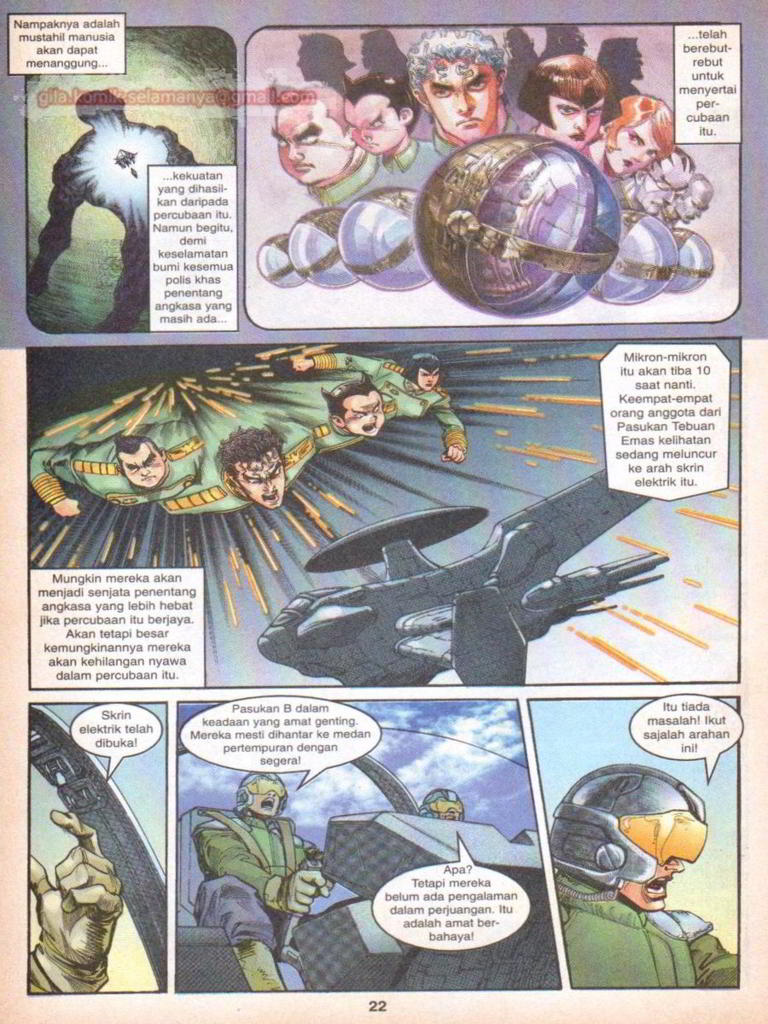 Nampaknya adalah
mustahil manusia
akan dapat
menanggung...
gila.komikselamanya@gmail.com
...kekuatan
yang dihasil-
kan daripada
percubaan itu.
Namun begitu,
demi
keselamatan
bumi kesemua
polis khas
penentang
angkasa yang
masih ada...
...telah
berebut-
rebut
untuk
menyertai
per-
cubaan
itu.
Mikron-mikron
itu akan tiba 10
saat nanti.
Keempat-empat
orang anggota dari
Pasukan Tebuan
Emas kelihatan
sedang meluncur
ke arah skrin
elektrik itu.
Mungkin mereka akan
menjadi senjata penentang
angkasa yang lebih hebat
jika percubaan itu berjaya.
Akan tetapi besar
kemungkinannya mereka
akan kehilangan nyawa
dalam percubaan itu.
Skrin
elektrik telah
dibuka!
Pasukan B dalam
keadaan yang amat genting.
Mereka mesti dihantar ke medan
pertempuran dengan
segera!
Apa?
Tetapi mereka
belum ada pengalaman
dalam perjuangan. Itu
adalah amat ber-
bahaya!
Itu tiada
masalah! Ikut
sajalah arahan
ini!
22